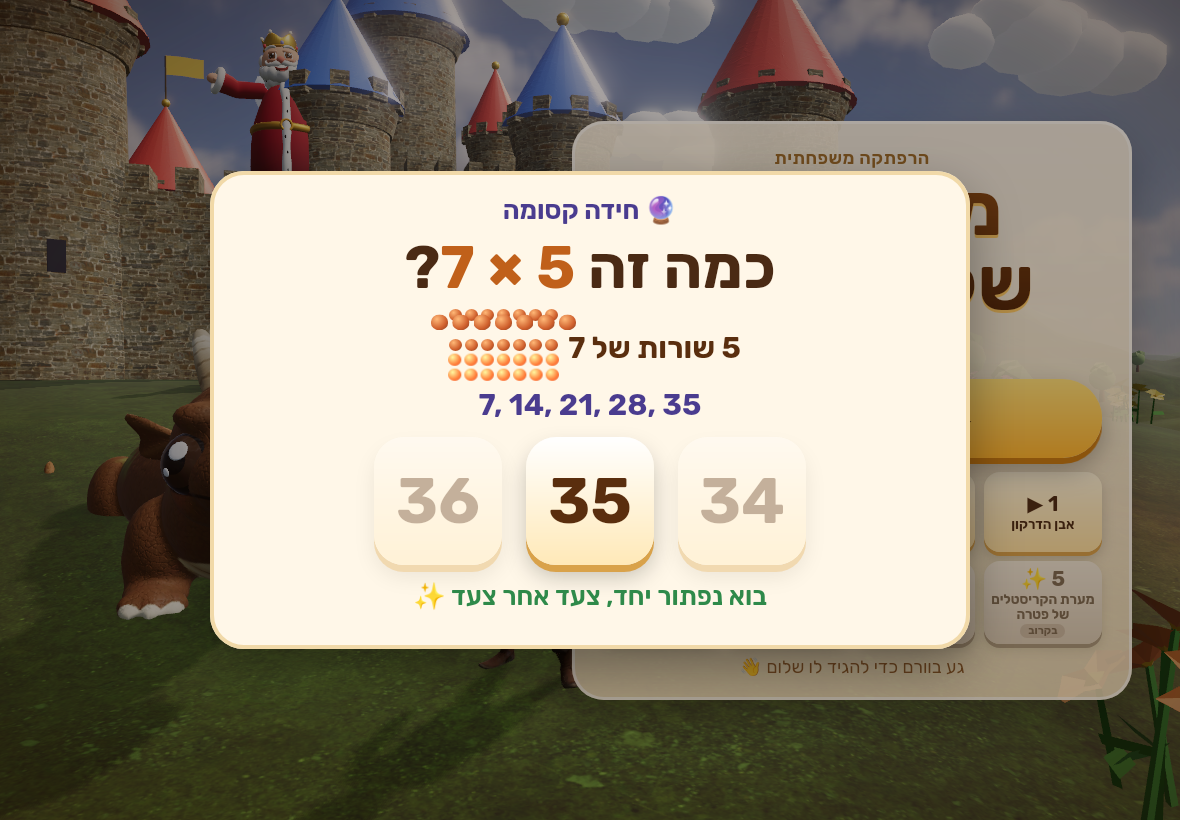 הרפתקה משפחתית
🔮 חידה קסומה
כמה זה 5 × 7?
5 שורות של 7
7, 14, 21, 28, 35
34
35
36
בוא נפתור יחד, צעד אחר צעד ✨
1 ▶
אבן הדרקון
5 ✨
מערת הקריסטלים
של פטרה
בקרוב
גע בוורם כדי להגיד לו שלום 👋